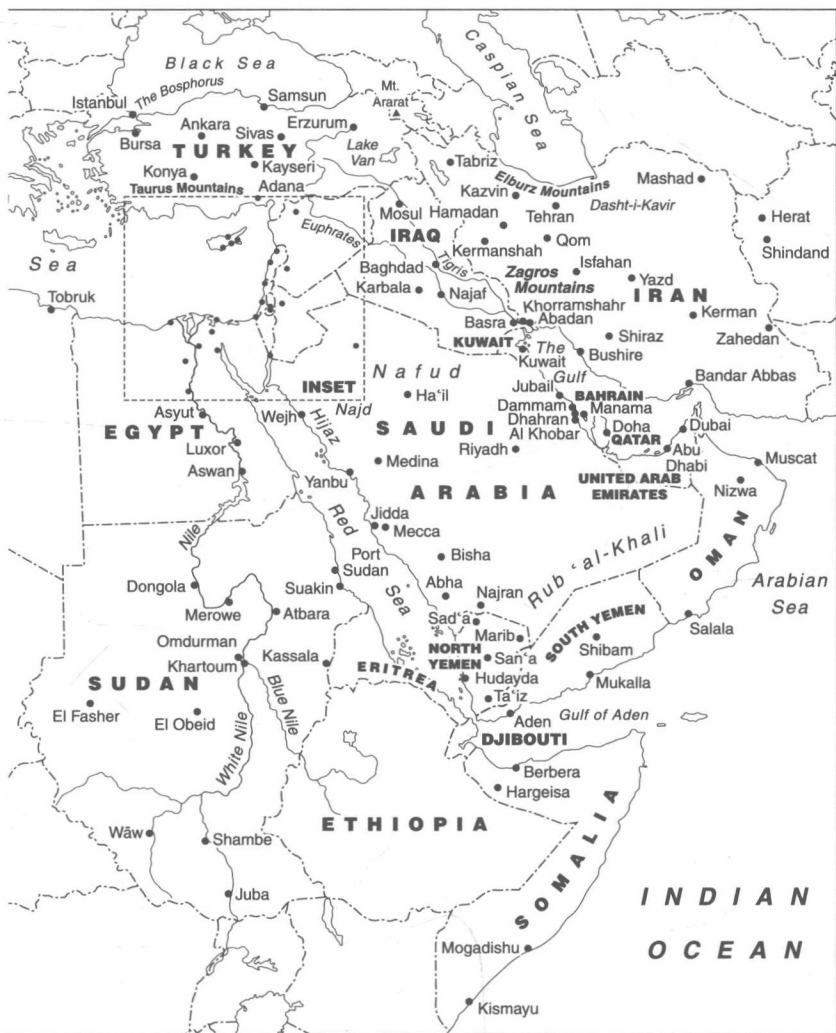 Black Sea
Caspian Sea
The Bosphorus
Mt.
Ararat
Istanbul
Samsun
Bursa
Ankara
Sivas
Erzurum
Lake
Van
TURKEY
Tabriz
Konya
Kayseri
Taurus Mountains
Adana
Kazvin
Elburz Mountains
Mashad
Mosul
Hamadan
Tehran
Dasht-i-Kavir
Herat
Euphrates
IRAQ
Kermanshah
Qom
Shindand
Sea
Baghdad
Tigris
Isfahan
Zagros
Mountains
Yazd
Tobruk
Karbala
Najaf
Khorramshahr
IRAN
Basra
Abadan
Kerman
KUWAIT
Kuwait
The
Gulf
Shiraz
Zahedan
Bushire
INSET
Nafud
Ha‘il
Jubail
BAHRAIN
Bandar Abbas
Asyut
Wejh
Hijaz
Najd
Dammam
Manama
EGYPT
SAUDI
Dhahran
Doha
Dubai
Al Khobar
QATAR
Luxor
Riyadh
Abu
Dhabi
Muscat
Aswan
Medina
Yanbu
UNITED ARAB
EMIRATES
Nizwa
ARABIA
Nile
Red
Sea
Jidda
Mecca
OMAN
Port
Sudan
Bisha
Rub ‘al-Khali
Arabian
Sea
Dongola
Suakin
Abha
Najran
Merowe
Atbara
Sad‘a
Salala
Omdurman
Marib
SOUTH YEMEN
Khartoum
Kassala
NORTH
YEMEN
San‘a
Shibam
ERITREA
Hudayda
SUDAN
Mukalla
Ta‘iz
El Fasher
El Obeid
Blue Nile
White Nile
Aden
Gulf of Aden
DJIBOUTI
Berbera
Hargeisa
ETHIOPIA
Wāw
Shambe
SOMALIA
Juba
INDIAN
OCEAN
Mogadishu
Kismayu